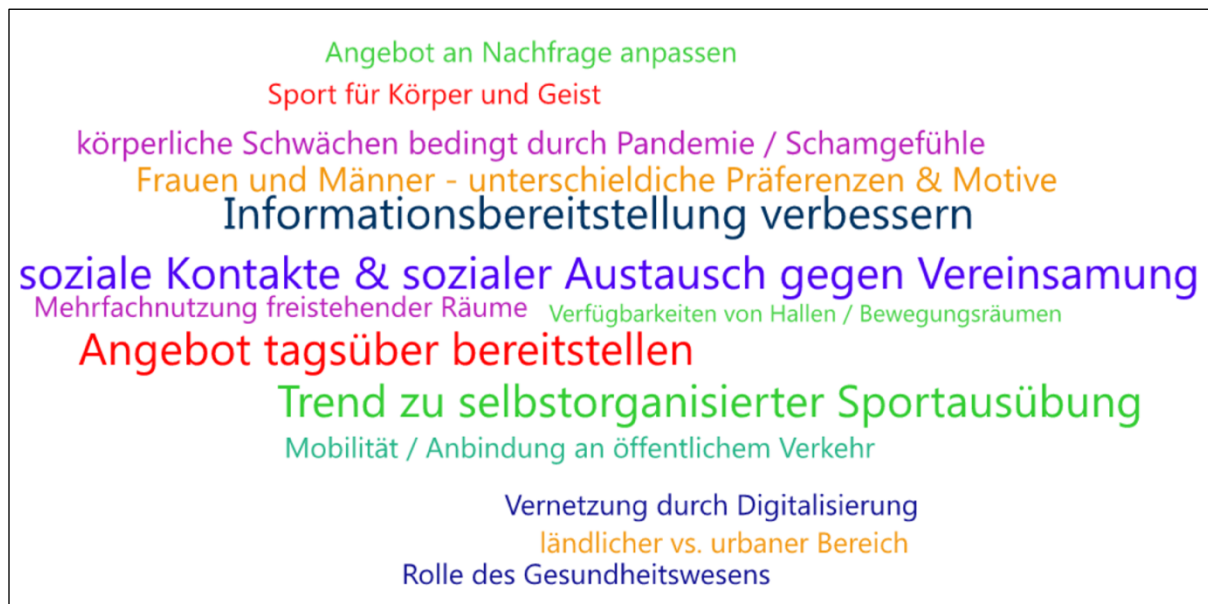 Angebot an Nachfrage anpassen
Sport für Körper und Geist
körperliche Schwächen bedingt durch Pandemie / Schamgefühle
Frauen und Männer - unterschieldiche Präferenzen & Motive
Informationsbereitstellung verbessern
soziale Kontakte & sozialer Austausch gegen Vereinsamung
Mehrfachnutzung freistehender Räume
Verfügbarkeiten von Hallen / Bewegungsräumen
Angebot tagsüber bereitstellen
Trend zu selbstorganisierter Sportausübung
Mobilität / Anbindung an öffentlichem Verkehr
Vernetzung durch Digitalisierung
ländlicher vs. urbaner Bereich
Rolle des Gesundheitswesens